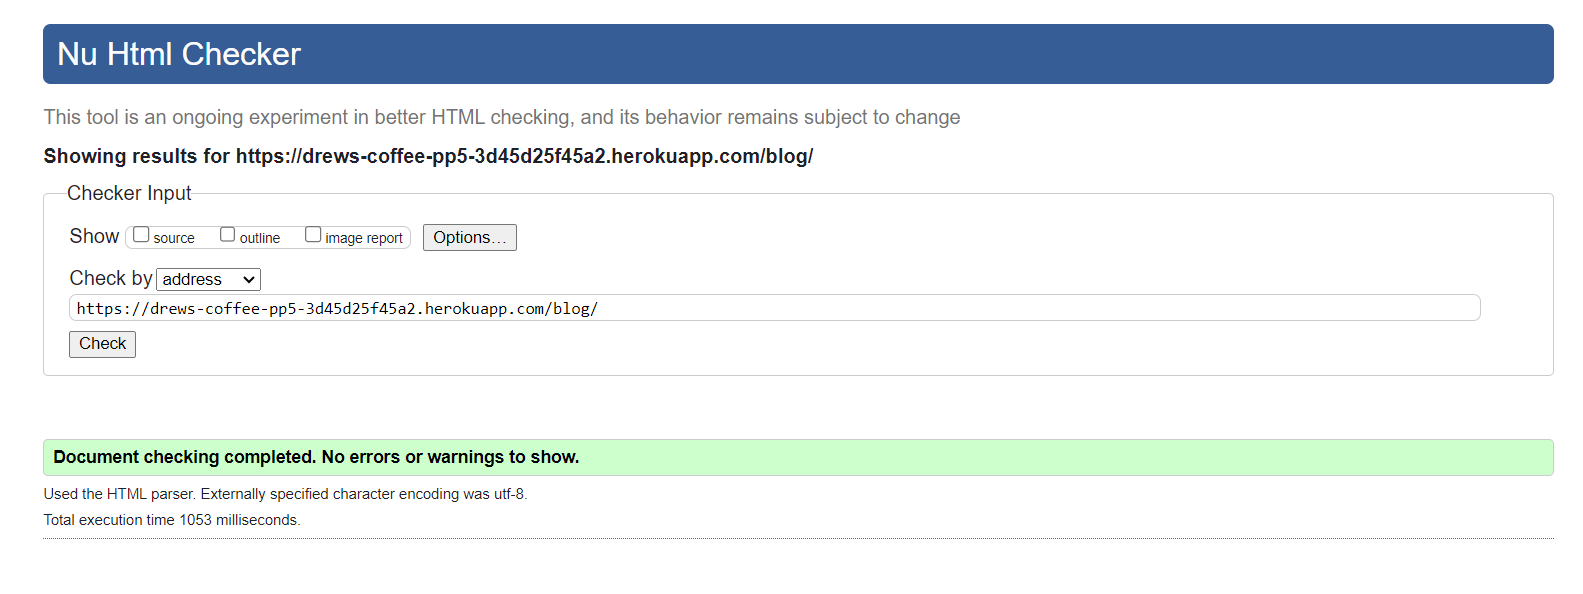 Nu Html Checker
This tool is an ongoing experiment in better HTML checking, and its behavior remains subject to change
Showing results for https://drews-coffee-pp5-3d45d25f45a2.herokuapp.com/blog/
Checker Input
Show source outline image report Options...
Check by address
https://drews-coffee-pp5-3d45d25f45a2.herokuapp.com/blog/
Check
Document checking completed. No errors or warnings to show.
Used the HTML parser. Externally specified character encoding was utf-8.
Total execution time 1053 milliseconds.